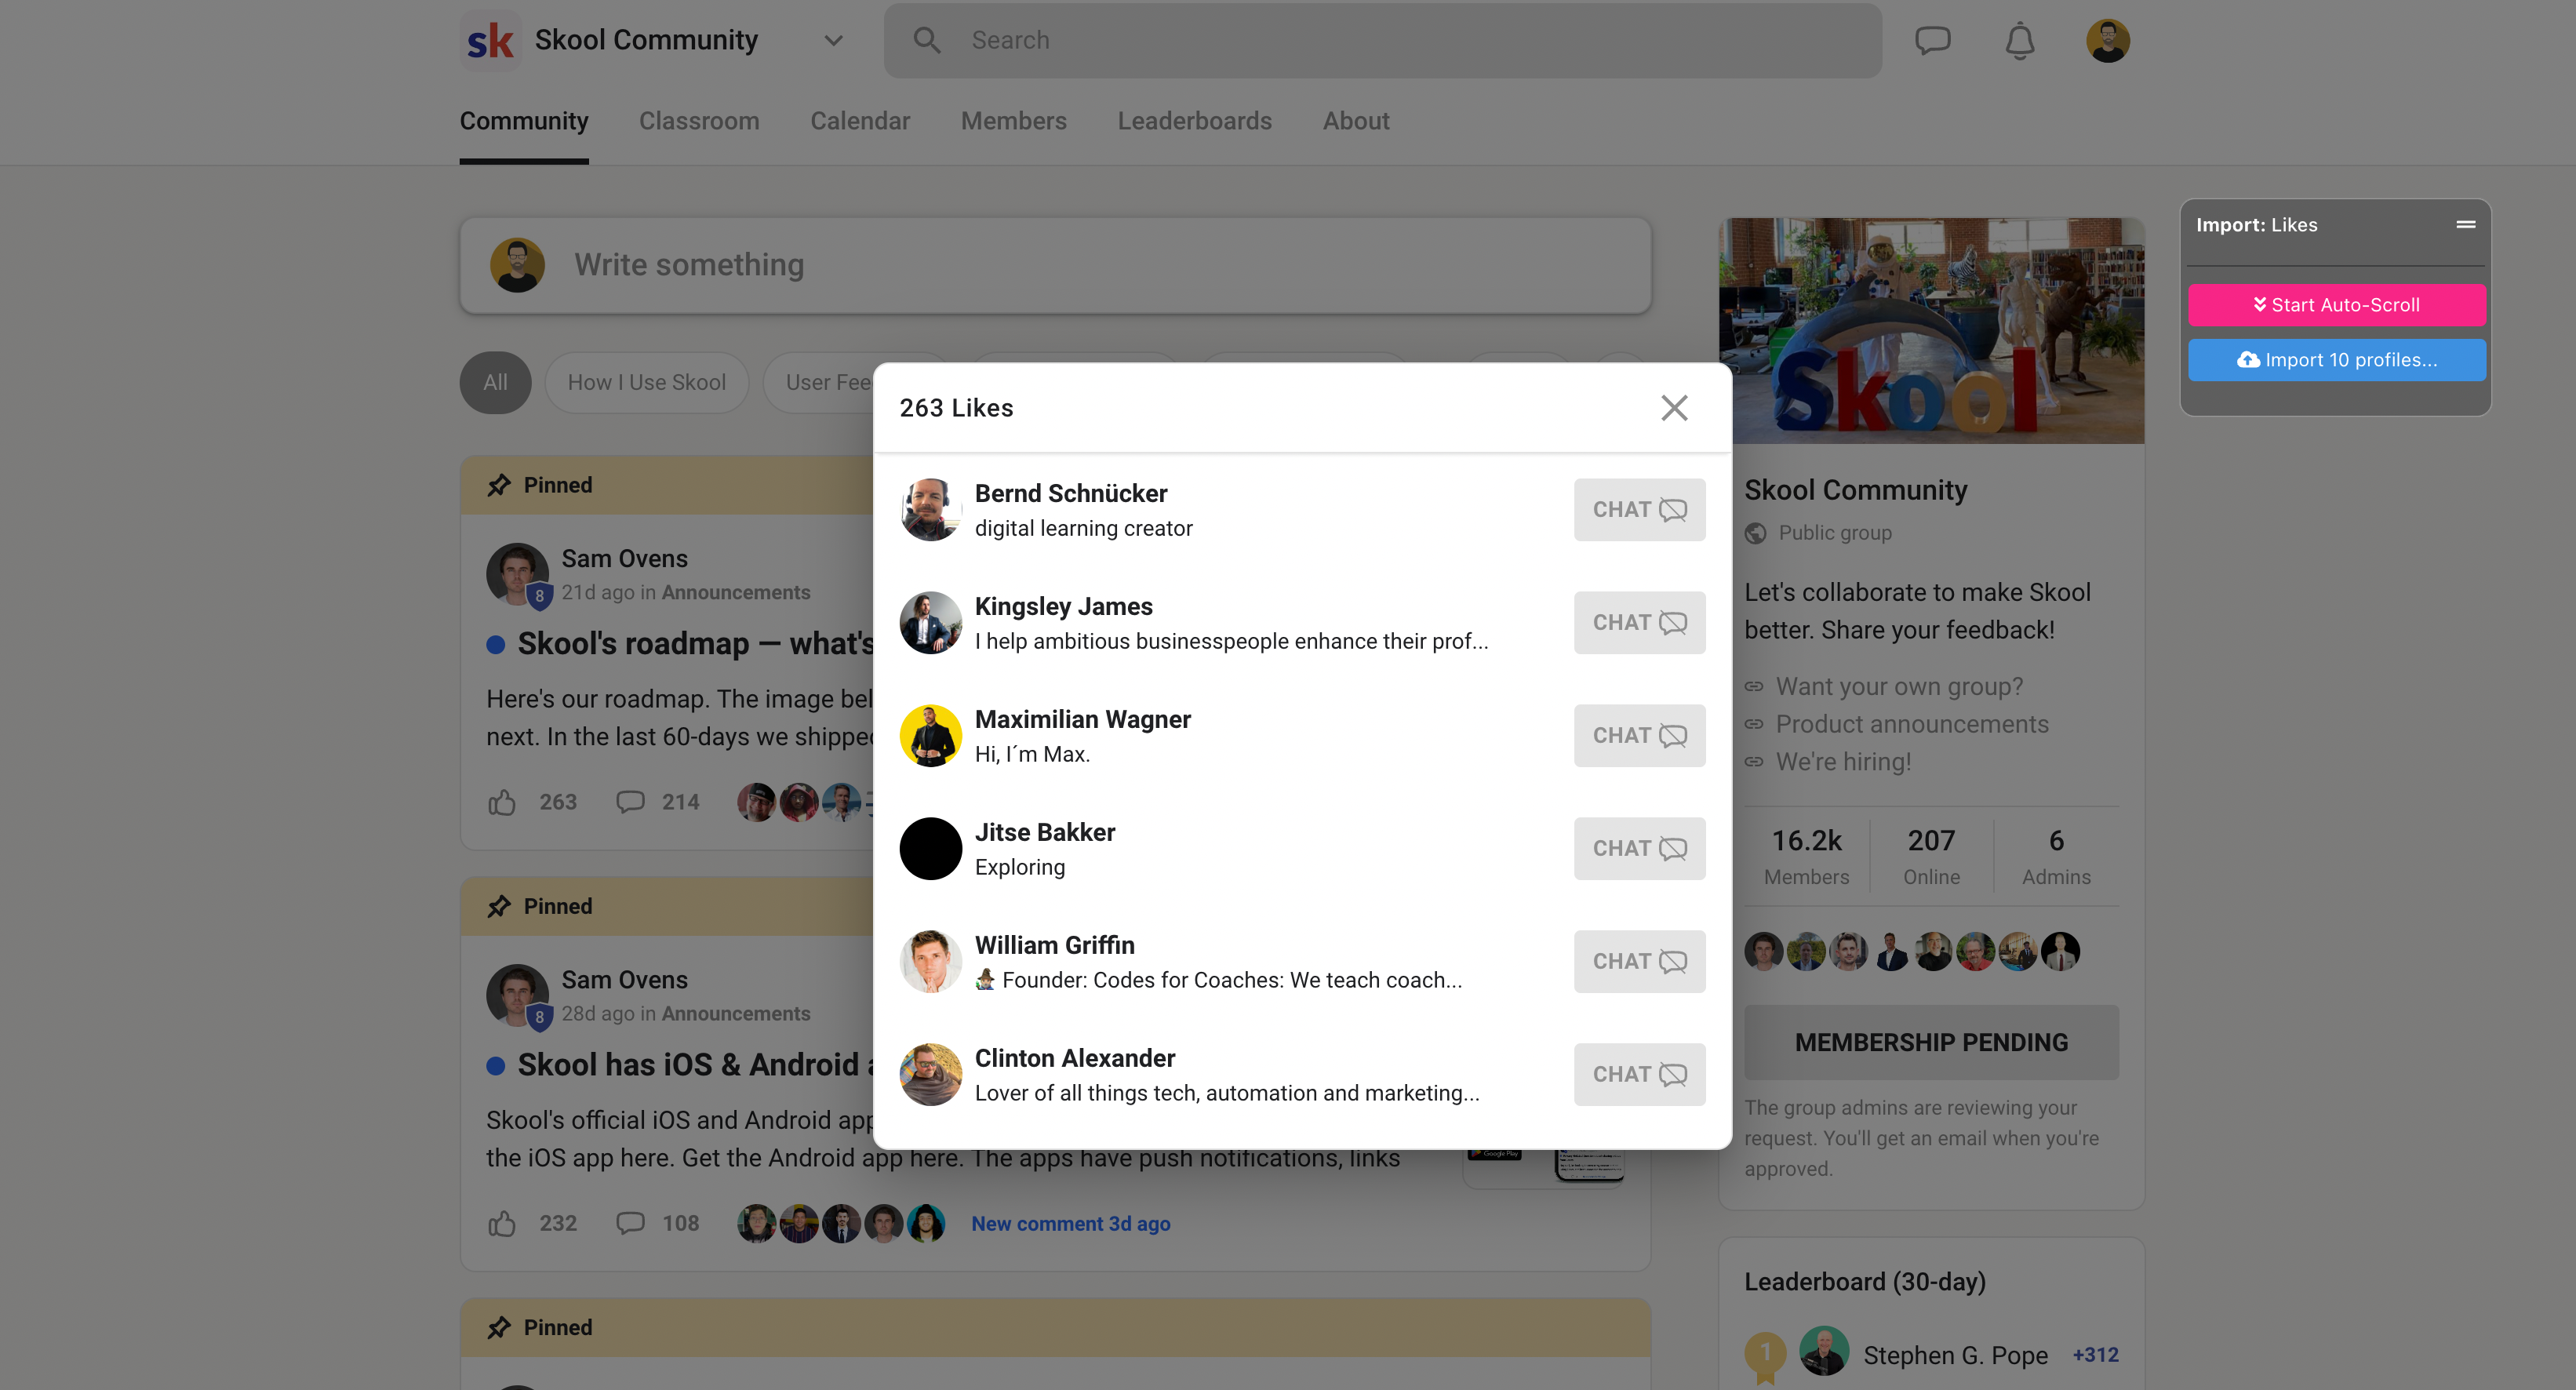 sk Skool Community
Search
Community Classroom Calendar Members Leaderboards About
Write something
All How I Use Skool User Fee
Pinned
Sam Ovens
8
21d ago in Announcements
Skool's roadmap — what's
Here's our roadmap. The image bel
next. In the last 60-days we shipped
263 214
Pinned
Sam Ovens
8
28d ago in Announcements
Skool has iOS & Android a
Skool's official iOS and Android app
the iOS app here. Get the Android app here. The apps have push notifications, links
Google Play
232 108 New comment 3d ago
Pinned
263 Likes
Bernd Schnücker
digital learning creator
CHAT
Kingsley James
I help ambitious businesspeople enhance their prof...
CHAT
Maximilian Wagner
Hi, I´m Max.
CHAT
Jitse Bakker
Exploring
CHAT
William Griffin
🧙‍♂️ Founder: Codes for Coaches: We teach coach...
CHAT
Clinton Alexander
Lover of all things tech, automation and marketing...
CHAT
Skool
Skool Community
Public group
Let's collaborate to make Skool
better. Share your feedback!
Want your own group?
Product announcements
We're hiring!
16.2k 207 6
Members Online Admins
MEMBERSHIP PENDING
The group admins are reviewing your
request. You'll get an email when you're
approved.
Leaderboard (30-day)
1 Stephen G. Pope +312
Import: Likes
Start Auto-Scroll
Import 10 profiles...